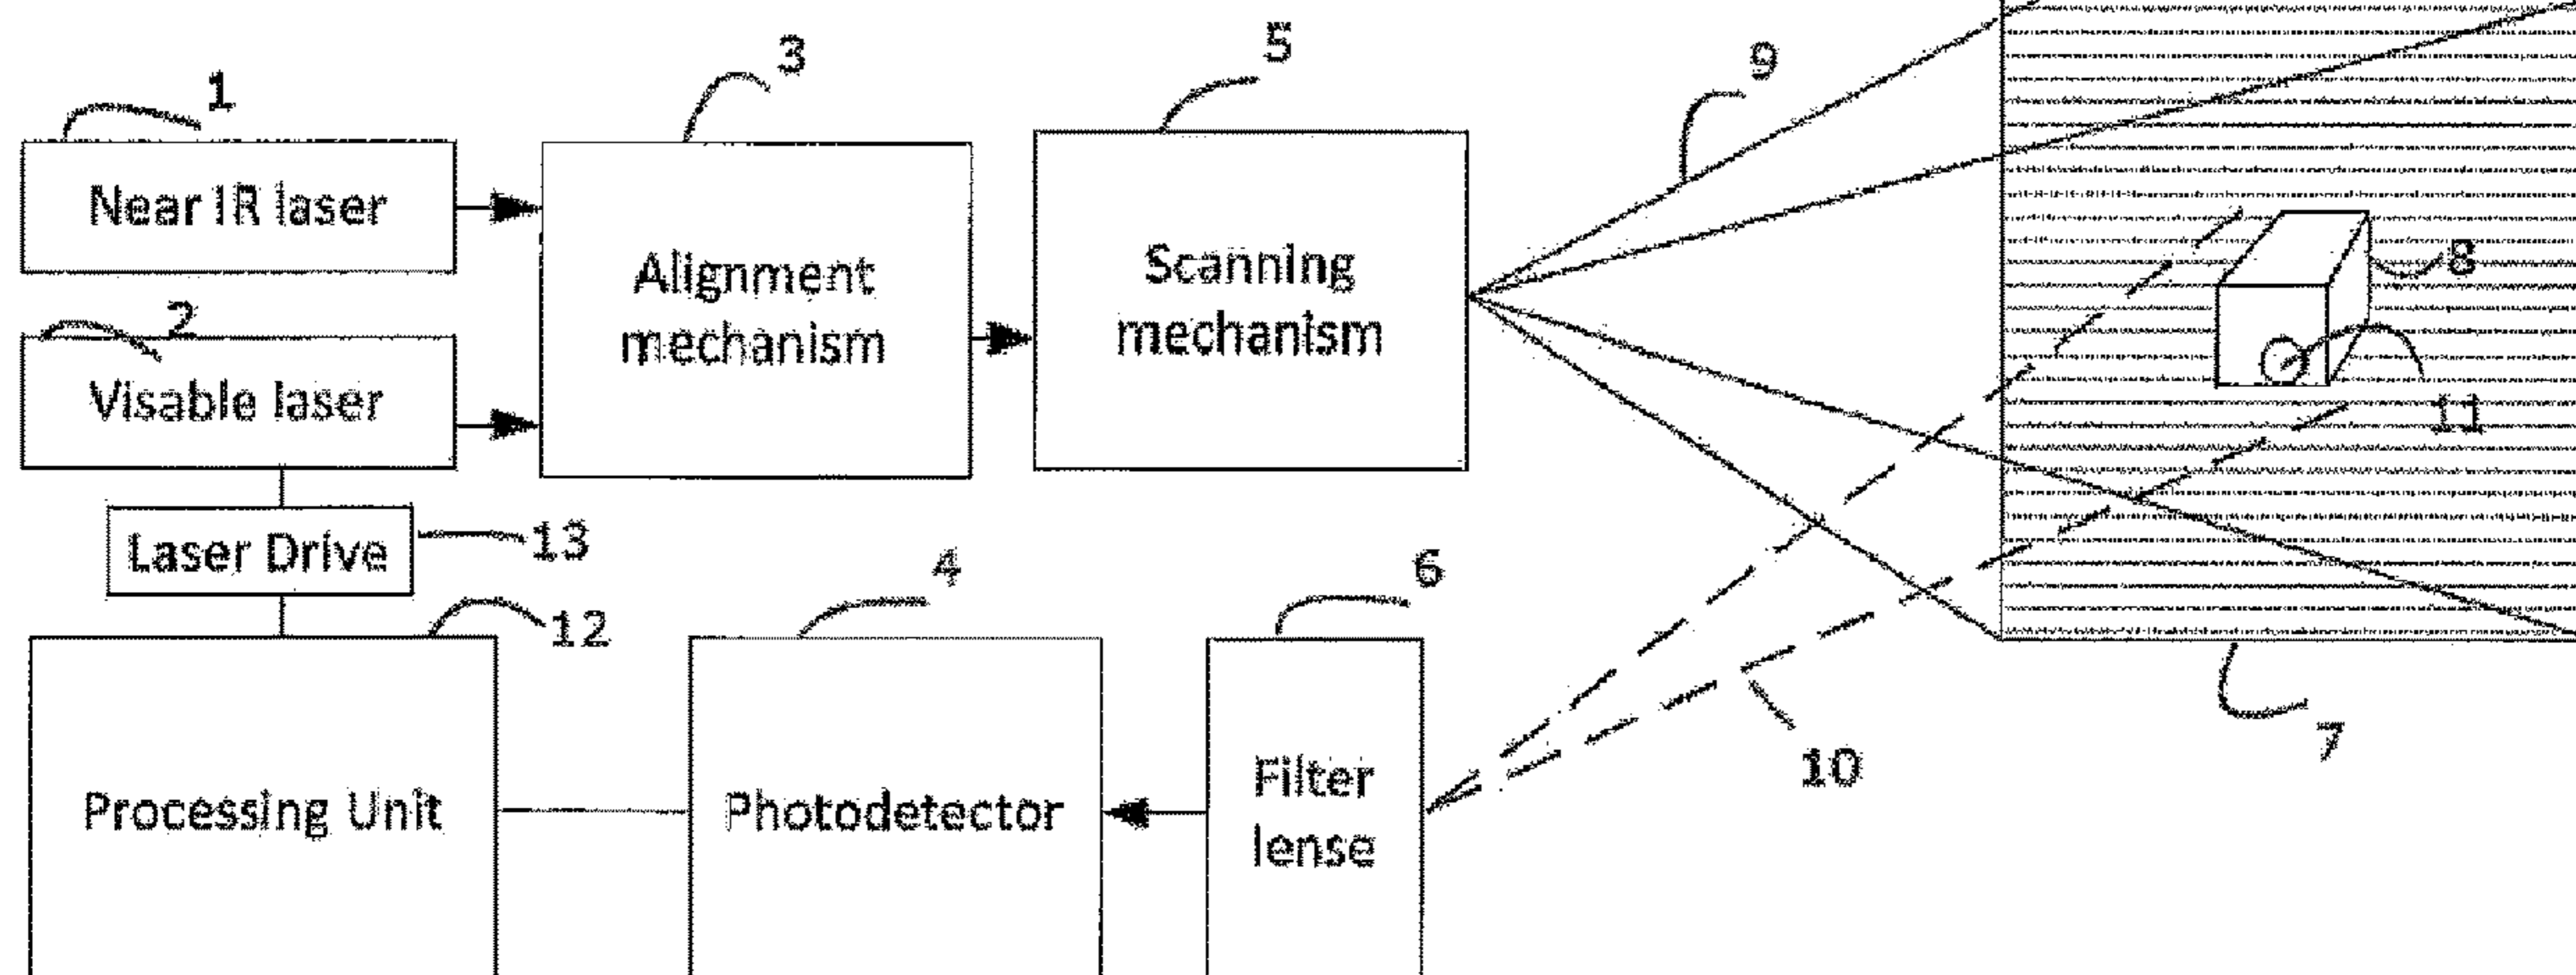 1
Near IR laser
2
Visable laser
Laser Drive
13
12
Processing Unit
3
Alignment
mechanism
5
Scanning
mechanism
4
Photodetector
6
Filter
lense
9
10
8
11
7